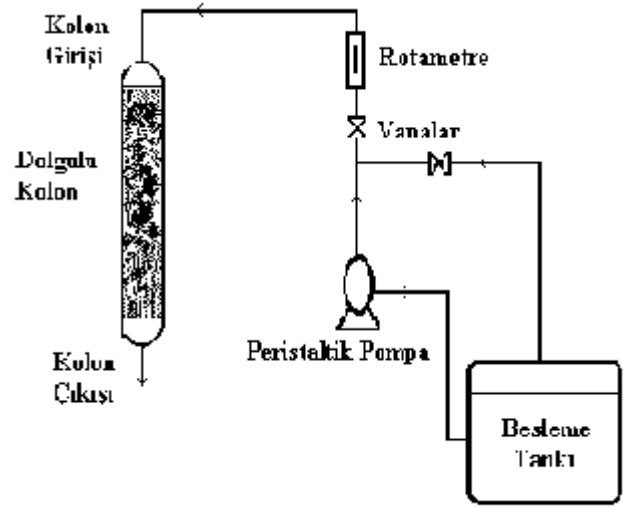 Kolon
Girişi
Rotametre
Vanalar
Dolgulu
Kolon
Peristaltik Pompa
Kolon
Çıkışı
Besleme
Tankı